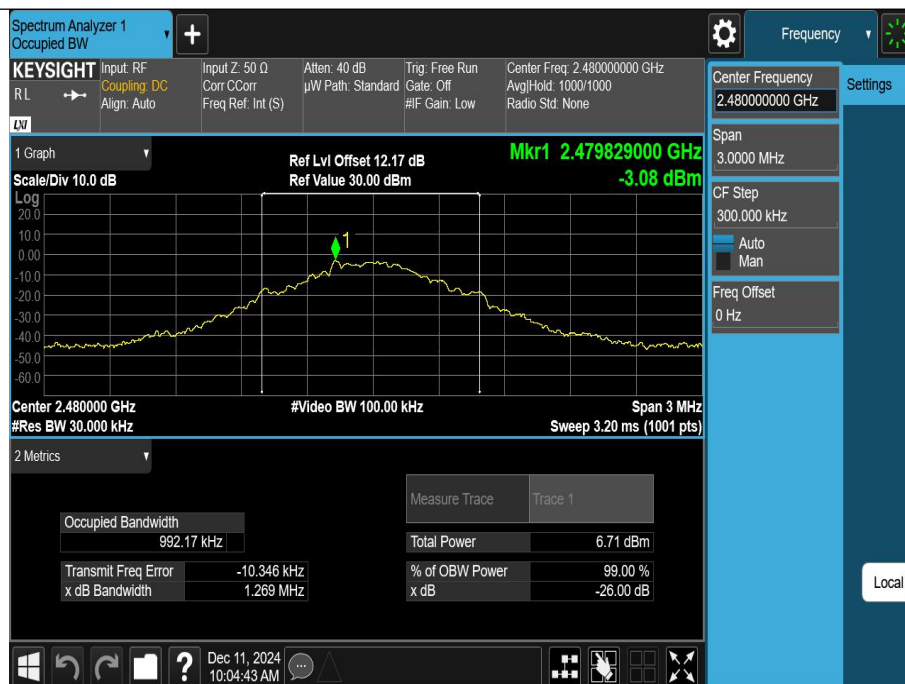 Spectrum Analyzer 1
Occupied BW
+
Frequency
KEYSIGHT
RL
LXI
Input: RF
Coupling: DC
Align: Auto
Input Z: 50 Ω
Corr CCorr
Freq Ref: Int (S)
Atten: 40 dB
µW Path: Standard
Trig: Free Run
Gate: Off
#IF Gain: Low
Center Freq: 2.480000000 GHz
Avg|Hold: 1000/1000
Radio Std: None
Center Frequency
2.480000000 GHz
Settings
Span
3.0000 MHz
CF Step
300.000 kHz
Auto
Man
Freq Offset
0 Hz
Local
1 Graph
Scale/Div 10.0 dB
Ref Lvl Offset 12.17 dB
Ref Value 30.00 dBm
Mkr1 2.479829000 GHz
-3.08 dBm
Log
20.0
10.0
0.00
-10.0
-20.0
-30.0
-40.0
-50.0
-60.0
1
Center 2.480000 GHz
#Res BW 30.000 kHz
#Video BW 100.00 kHz
Span 3 MHz
Sweep 3.20 ms (1001 pts)
2 Metrics
Measure Trace
Trace 1
Occupied Bandwidth
992.17 kHz
Total Power
6.71 dBm
Transmit Freq Error
-10.346 kHz
% of OBW Power
99.00 %
x dB Bandwidth
1.269 MHz
x dB
-26.00 dB
?
Dec 11, 2024
10:04:43 AM